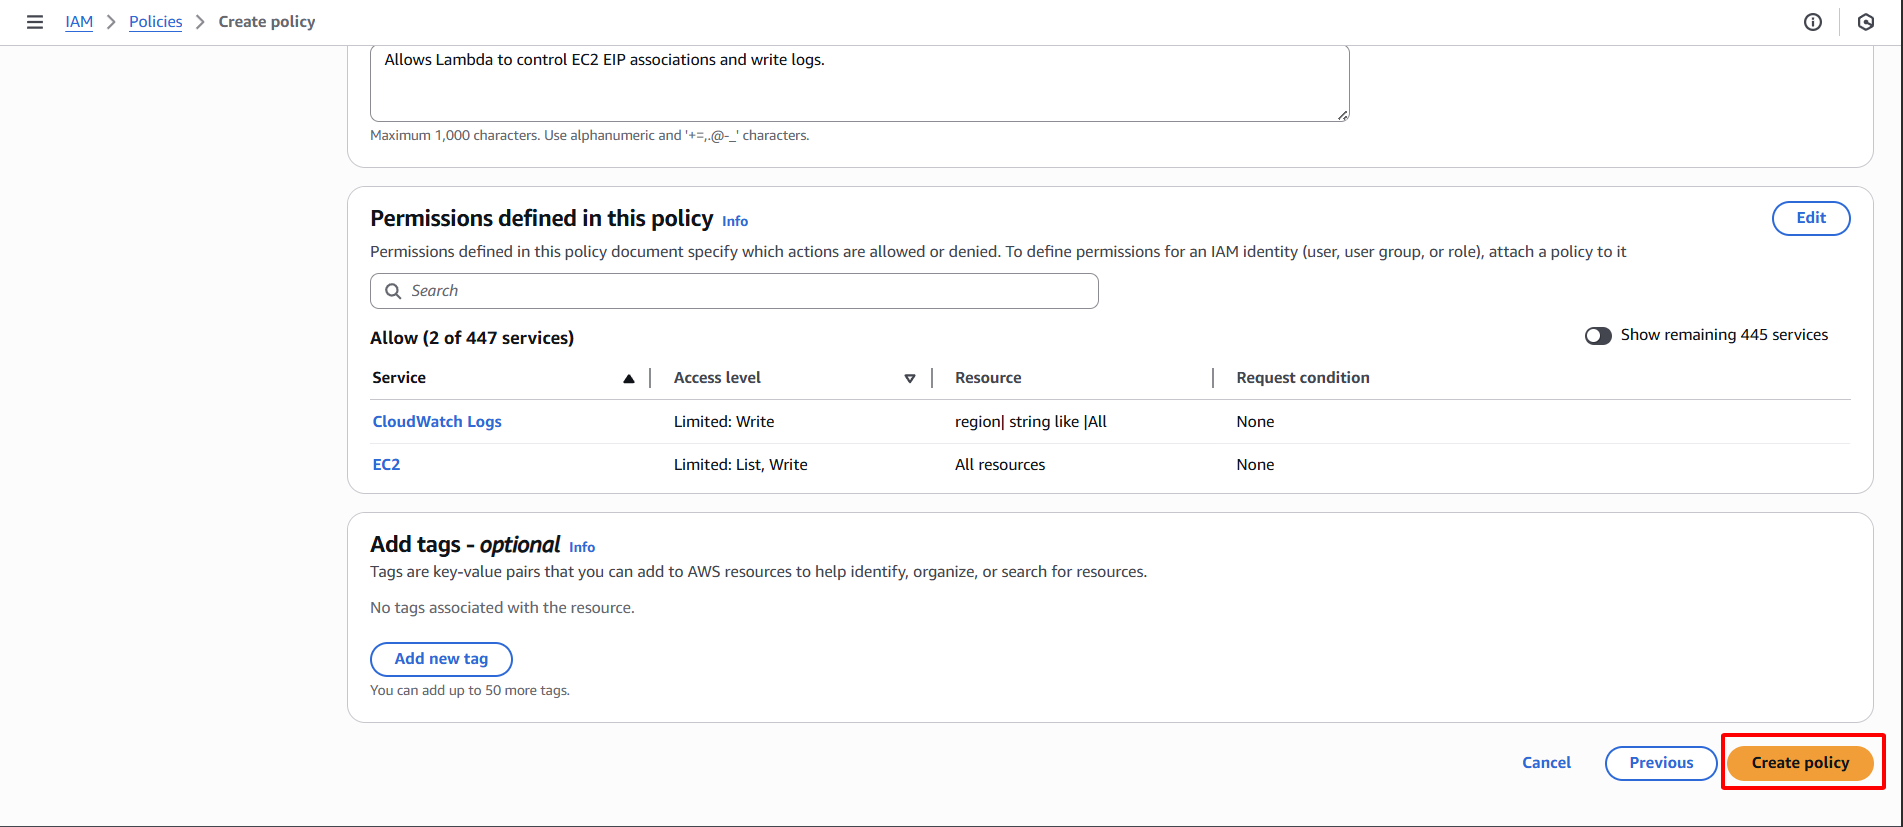 IAM > Policies > Create policy
Allows Lambda to control EC2 EIP associations and write logs.
Maximum 1,000 characters. Use alphanumeric and '+=,.@-_' characters.
Permissions defined in this policy Info
Edit
Permissions defined in this policy document specify which actions are allowed or denied. To define permissions for an IAM identity (user, user group, or role), attach a policy to it
Search
Allow (2 of 447 services)
Show remaining 445 services
Service Access level Resource Request condition
CloudWatch Logs Limited: Write region| string like |All None
EC2 Limited: List, Write All resources None
Add tags - optional Info
Tags are key-value pairs that you can add to AWS resources to help identify, organize, or search for resources.
No tags associated with the resource.
Add new tag
You can add up to 50 more tags.
Cancel Previous Create policy